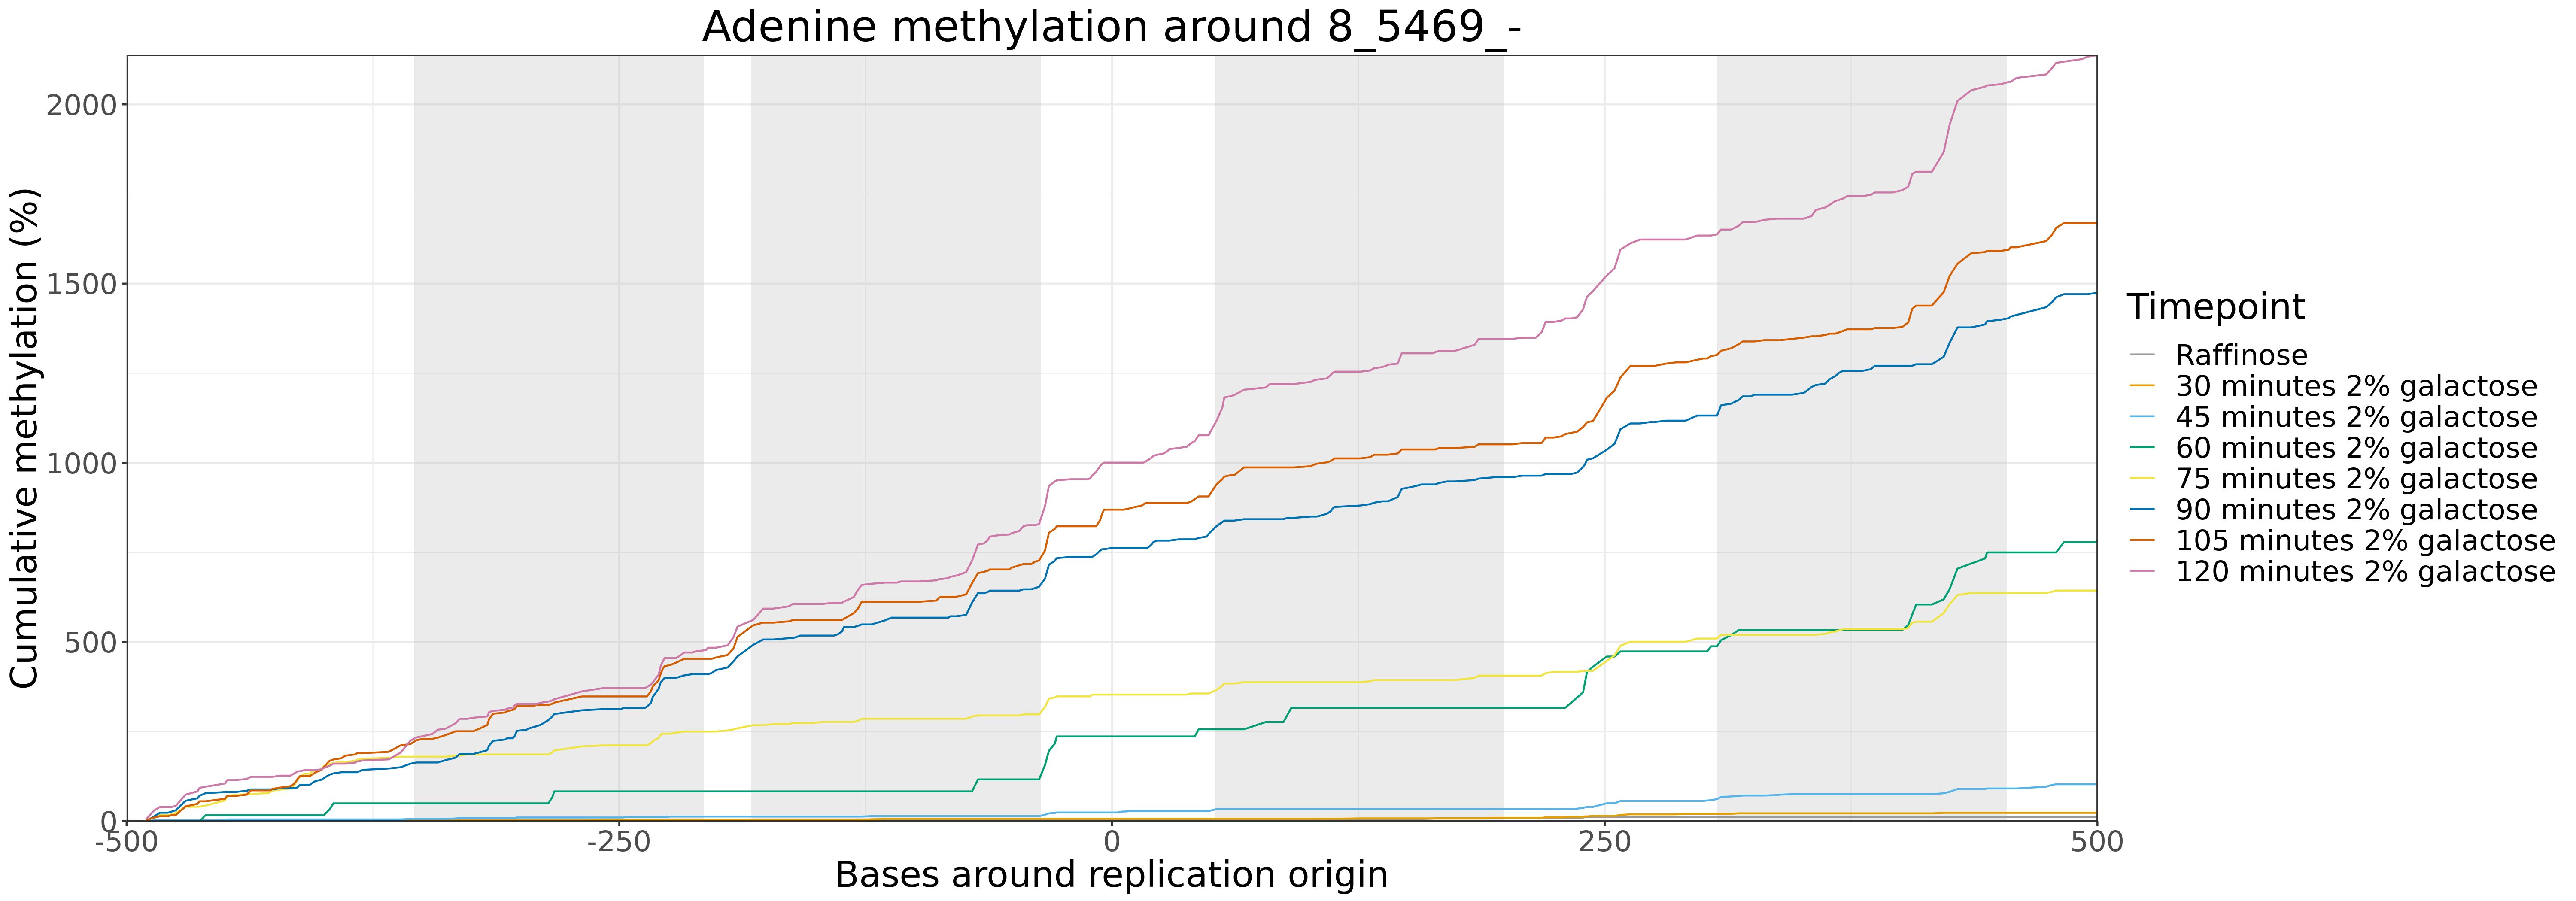 Adenine methylation around 8_5469_-
Cumulative methylation (%)
2000
1500
1000
500
0
-500
-250
0
250
500
Bases around replication origin
Timepoint
Raffinose
30 minutes 2% galactose
45 minutes 2% galactose
60 minutes 2% galactose
75 minutes 2% galactose
90 minutes 2% galactose
105 minutes 2% galactose
120 minutes 2% galactose